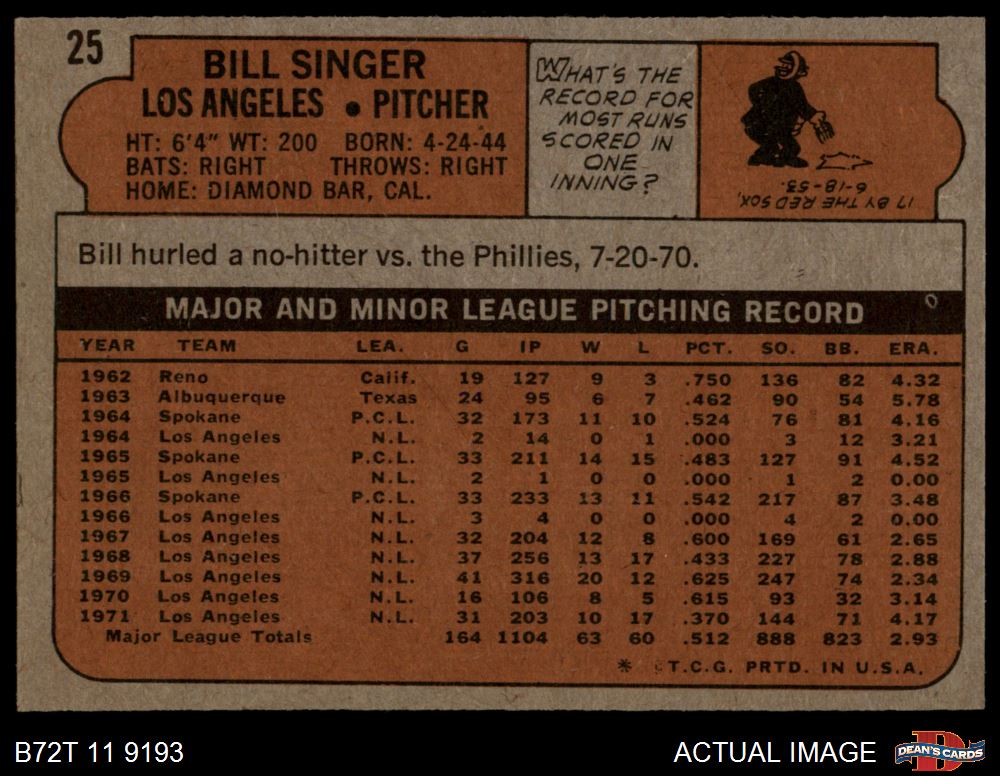 25
BILL SINGER
LOS ANGELES • PITCHER
HT: 6'4" WT: 200 BORN: 4-24-44
BATS: RIGHT THROWS: RIGHT
HOME: DIAMOND BAR, CAL.
WHAT'S THE
RECORD FOR
MOST RUNS
SCORED IN
ONE
INNING?
17 BY THE RED SOX,
6-18-53.
Bill hurled a no-hitter vs. the Phillies, 7-20-70.
MAJOR AND MINOR LEAGUE PITCHING RECORD
YEAR TEAM LEA. G IP W L PCT. SO. BB. ERA.
1962 Reno Calif. 19 127 9 3 .750 136 82 4.32
1963 Albuquerque Texas 24 95 6 7 .462 90 54 5.78
1964 Spokane P.C.L. 32 173 11 10 .524 76 81 4.16
1964 Los Angeles N.L. 2 14 0 1 .000 3 12 3.21
1965 Spokane P.C.L. 33 211 14 15 .483 127 91 4.52
1965 Los Angeles N.L. 2 1 0 0 .000 1 2 0.00
1966 Spokane P.C.L. 33 233 13 11 .542 217 87 3.48
1966 Los Angeles N.L. 3 4 0 0 .000 4 2 0.00
1967 Los Angeles N.L. 32 204 12 8 .600 169 61 2.65
1968 Los Angeles N.L. 37 256 13 17 .433 227 78 2.88
1969 Los Angeles N.L. 41 316 20 12 .625 247 74 2.34
1970 Los Angeles N.L. 16 106 8 5 .615 93 32 3.14
1971 Los Angeles N.L. 31 203 10 17 .370 144 71 4.17
Major League Totals 164 1104 63 60 .512 888 823 2.93
* ©T.C.G. PRTD. IN U.S.A.
B72T 11 9193
ACTUAL IMAGE
DEAN'S CARDS